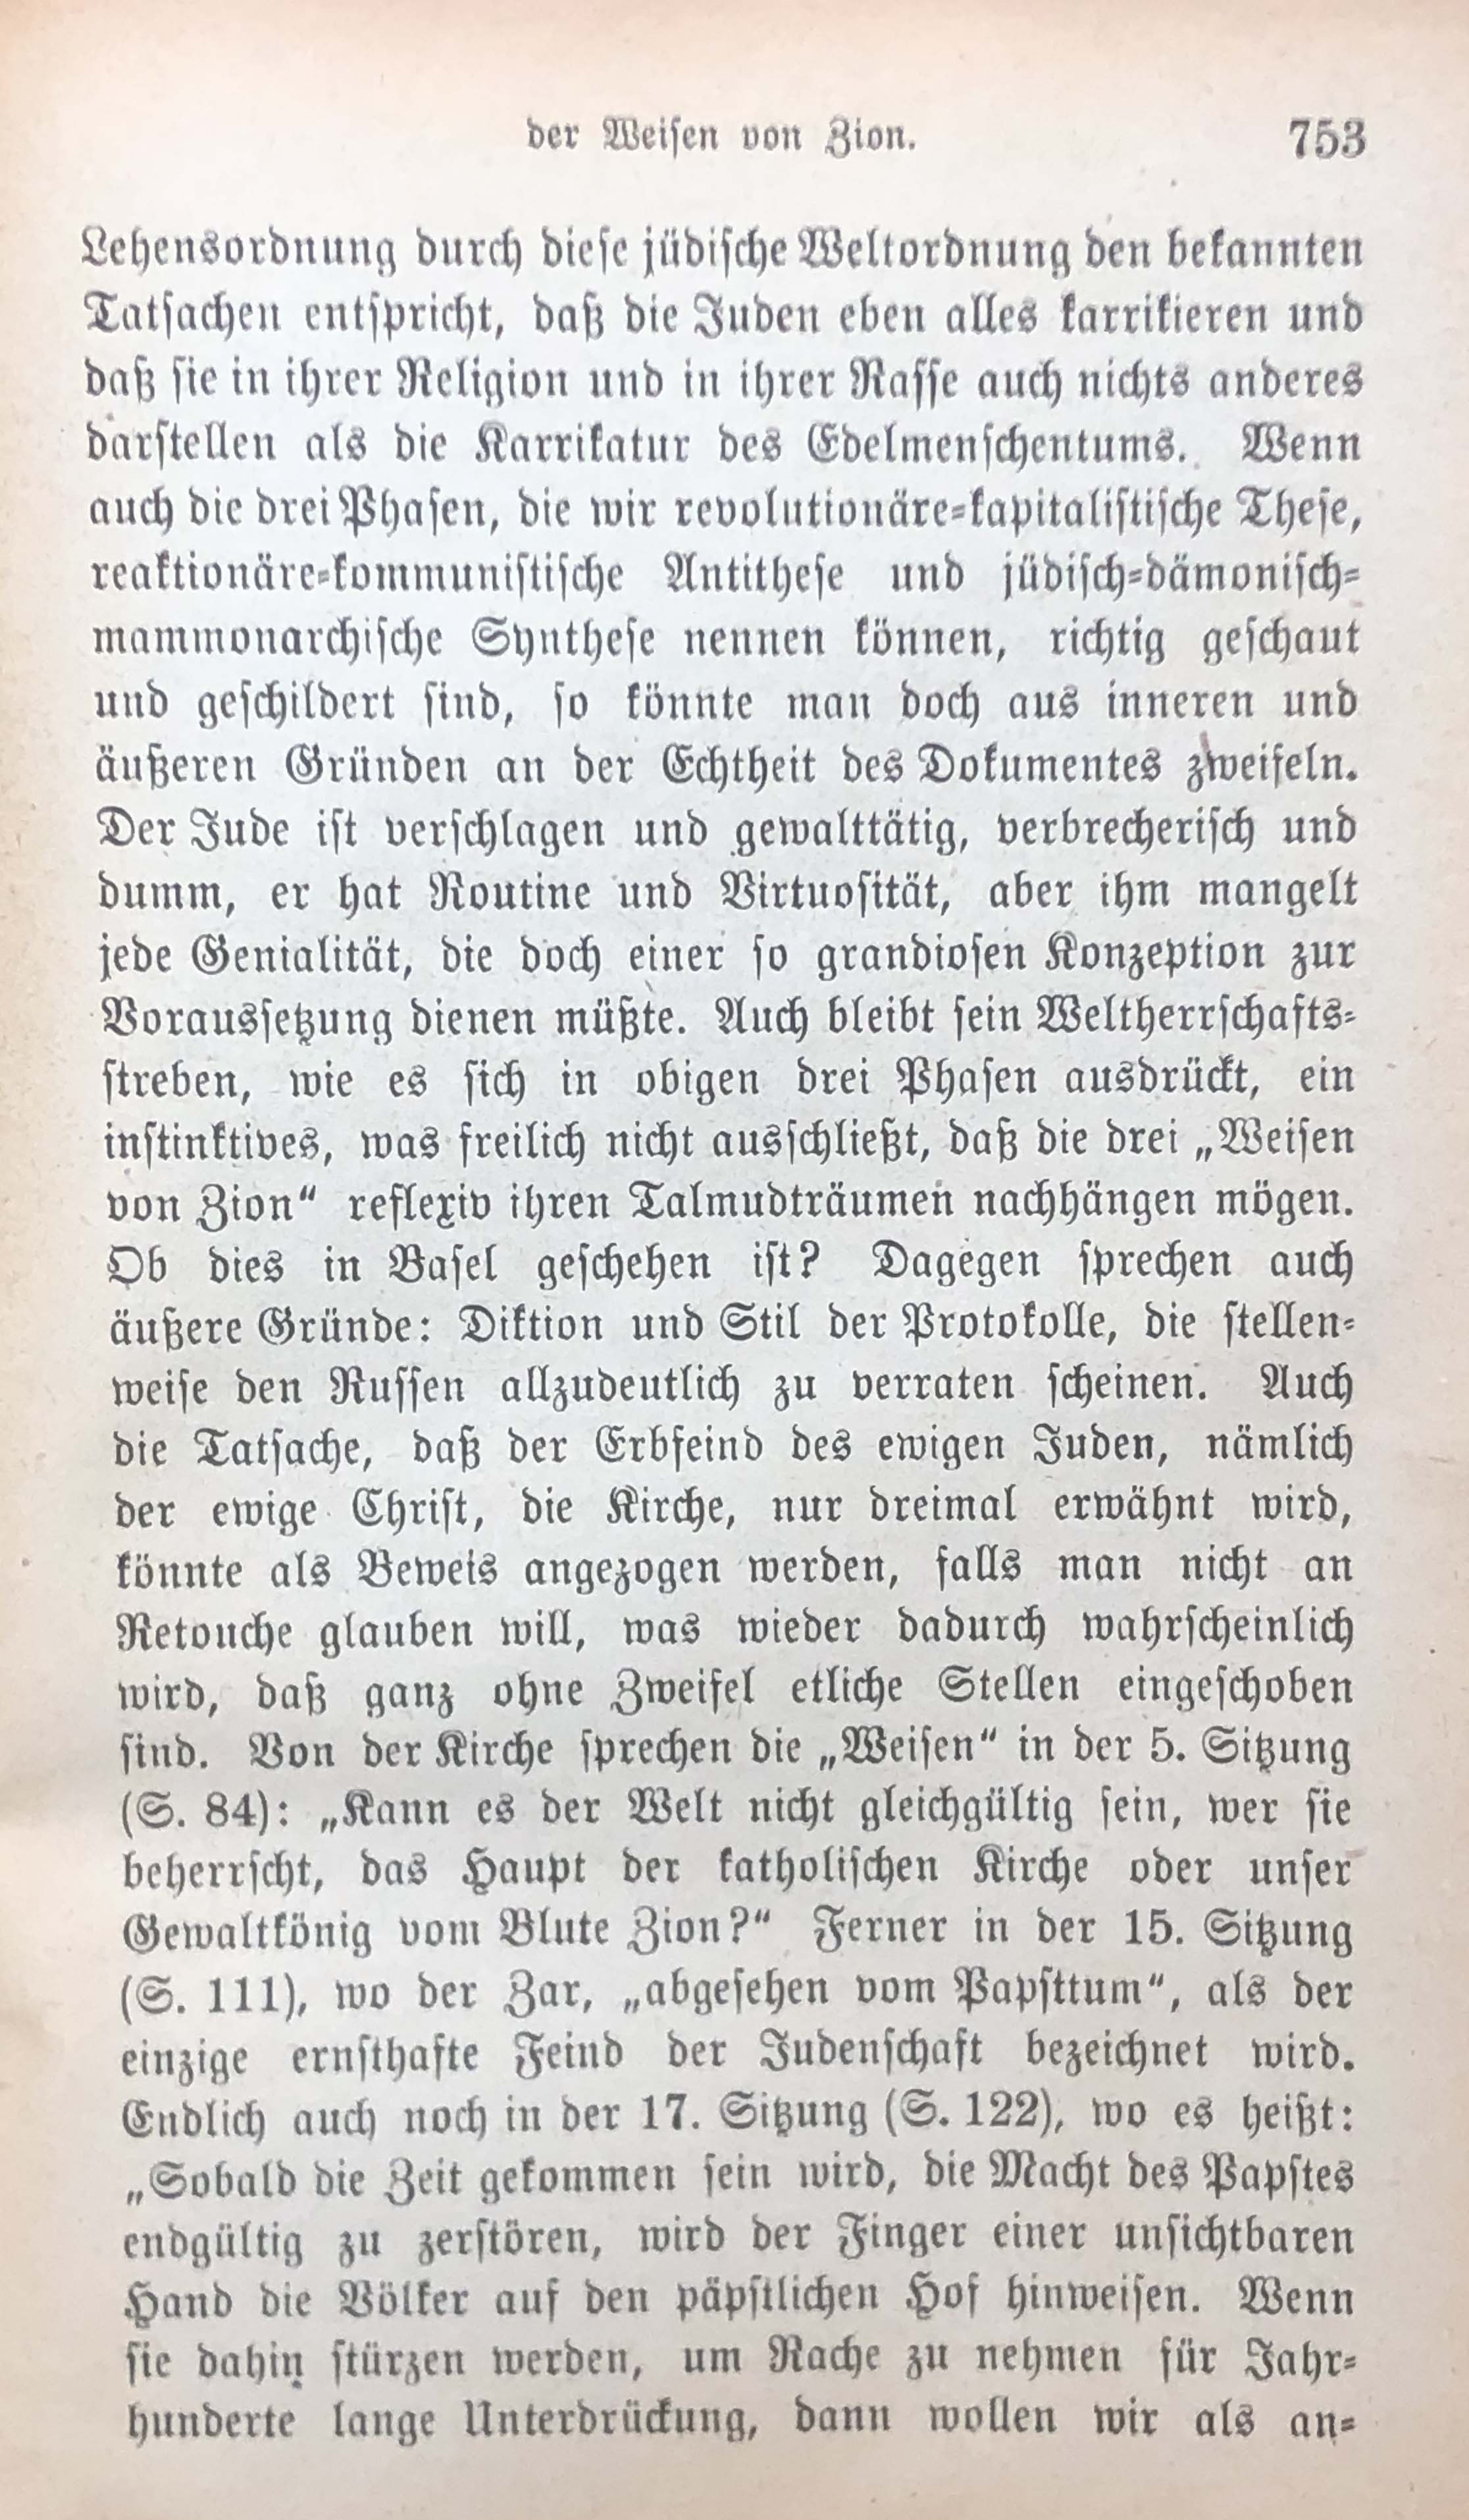 der Weisen von Zion.
753
Lehensordnung durch diese jüdische Weltordnung den bekannten
Tatsachen entspricht, daß die Juden eben alles karrikieren und
daß sie in ihrer Religion und in ihrer Rasse auch nichts anderes
darstellen als die Karrikatur des Edelmenschentums. Wenn
auch die drei Phasen, die wir revolutionäre-kapitalistische These,
reaktionäre-kommunistische Antithese und jüdisch-dämonisch-
mammonarchische Synthese nennen können, richtig geschaut
und geschildert sind, so könnte man doch aus inneren und
äußeren Gründen an der Echtheit des Dokumentes zweifeln.
Der Jude ist verschlagen und gewalttätig, verbrecherisch und
dumm, er hat Routine und Virtuosität, aber ihm mangelt
jede Genialität, die doch einer so grandiosen Konzeption zur
Voraussetzung dienen müßte. Auch bleibt sein Weltherrschafts-
streben, wie es sich in obigen drei Phasen ausdrückt, ein
instinktives, was freilich nicht ausschließt, daß die drei „Weisen
von Zion“ reflexiv ihren Talmudträumen nachhängen mögen.
Ob dies in Basel geschehen ist? Dagegen sprechen auch
äußere Gründe: Diktion und Stil der Protokolle, die stellen-
weise den Russen allzudeutlich zu verraten scheinen. Auch
die Tatsache, daß der Erbfeind des ewigen Juden, nämlich
der ewige Christ, die Kirche, nur dreimal erwähnt wird,
könnte als Beweis angezogen werden, falls man nicht an
Retouche glauben will, was wieder dadurch wahrscheinlich
wird, daß ganz ohne Zweifel etliche Stellen eingeschoben
sind. Von der Kirche sprechen die „Weisen“ in der 5. Sitzung
(S. 84): „Kann es der Welt nicht gleichgültig sein, wer sie
beherrscht, das Haupt der katholischen Kirche oder unser
Gewaltkönig vom Blute Zion?“ Ferner in der 15. Sitzung
(S. 111), wo der Zar, „abgesehen vom Papsttum“, als der
einzige ernsthafte Feind der Judenschaft bezeichnet wird.
Endlich auch noch in der 17. Sitzung (S. 122), wo es heißt:
„Sobald die Zeit gekommen sein wird, die Macht des Papstes
endgültig zu zerstören, wird der Finger einer unsichtbaren
Hand die Völker auf den päpstlichen Hof hinweisen. Wenn
sie dahin stürzen werden, um Rache zu nehmen für Jahr-
hunderte lange Unterdrückung, dann wollen wir als an-